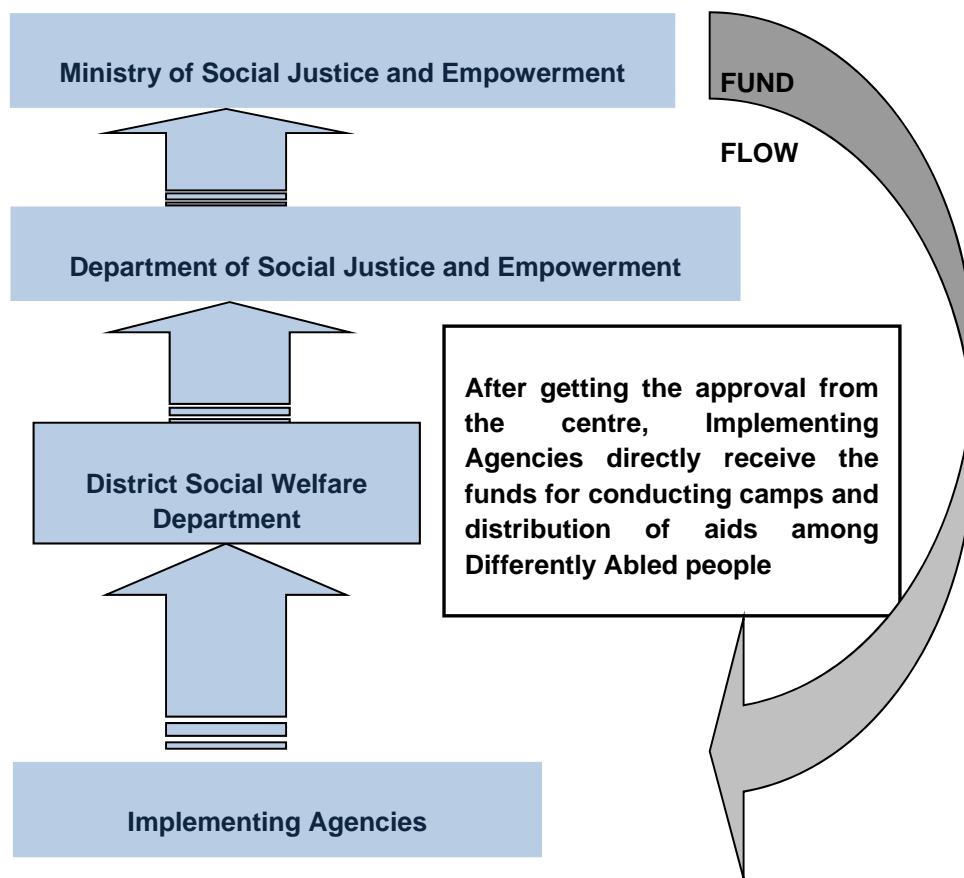 Ministry of Social Justice and Empowerment
FUND
FLOW
Department of Social Justice and Empowerment
After getting the approval from
the centre, Implementing
Agencies directly receive the
funds for conducting camps and
distribution of aids among
Differently Abled people
District Social Welfare
Department
Implementing Agencies